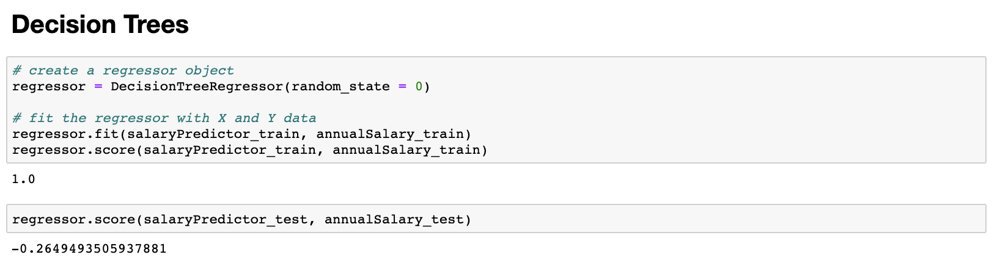 Decision Trees
# create a regressor object
regressor = DecisionTreeRegressor(random_state = 0)
# fit the regressor with X and Y data
regressor.fit(salaryPredictor_train, annualSalary_train)
regressor.score(salaryPredictor_train, annualSalary_train)
1.0
regressor.score(salaryPredictor_test, annualSalary_test)
-0.2649493505937881